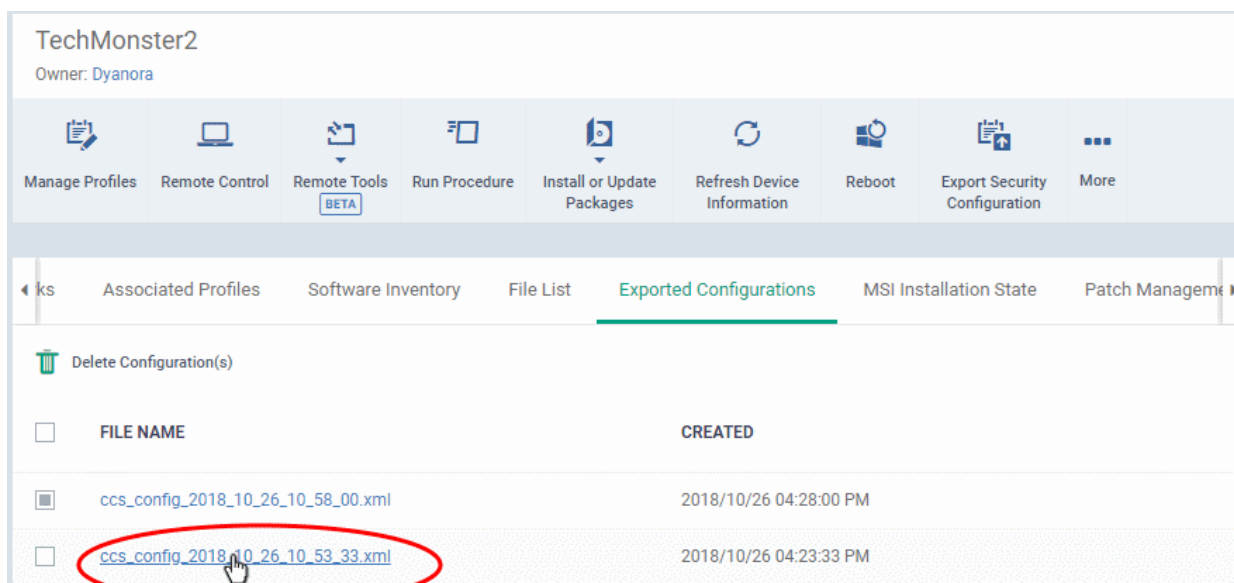 TechMonster2
Owner: Dyanora
Manage Profiles
Remote Control
Remote Tools
BETA
Run Procedure
Install or Update
Packages
Refresh Device
Information
Reboot
Export Security
Configuration
More
ks
Associated Profiles
Software Inventory
File List
Exported Configurations
MSI Installation State
Patch Manageme
Delete Configuration(s)
FILE NAME
CREATED
ccs_config_2018_10_26_10_58_00.xml
2018/10/26 04:28:00 PM
ccs_config_2018_10_26_10_53_33.xml
2018/10/26 04:23:33 PM